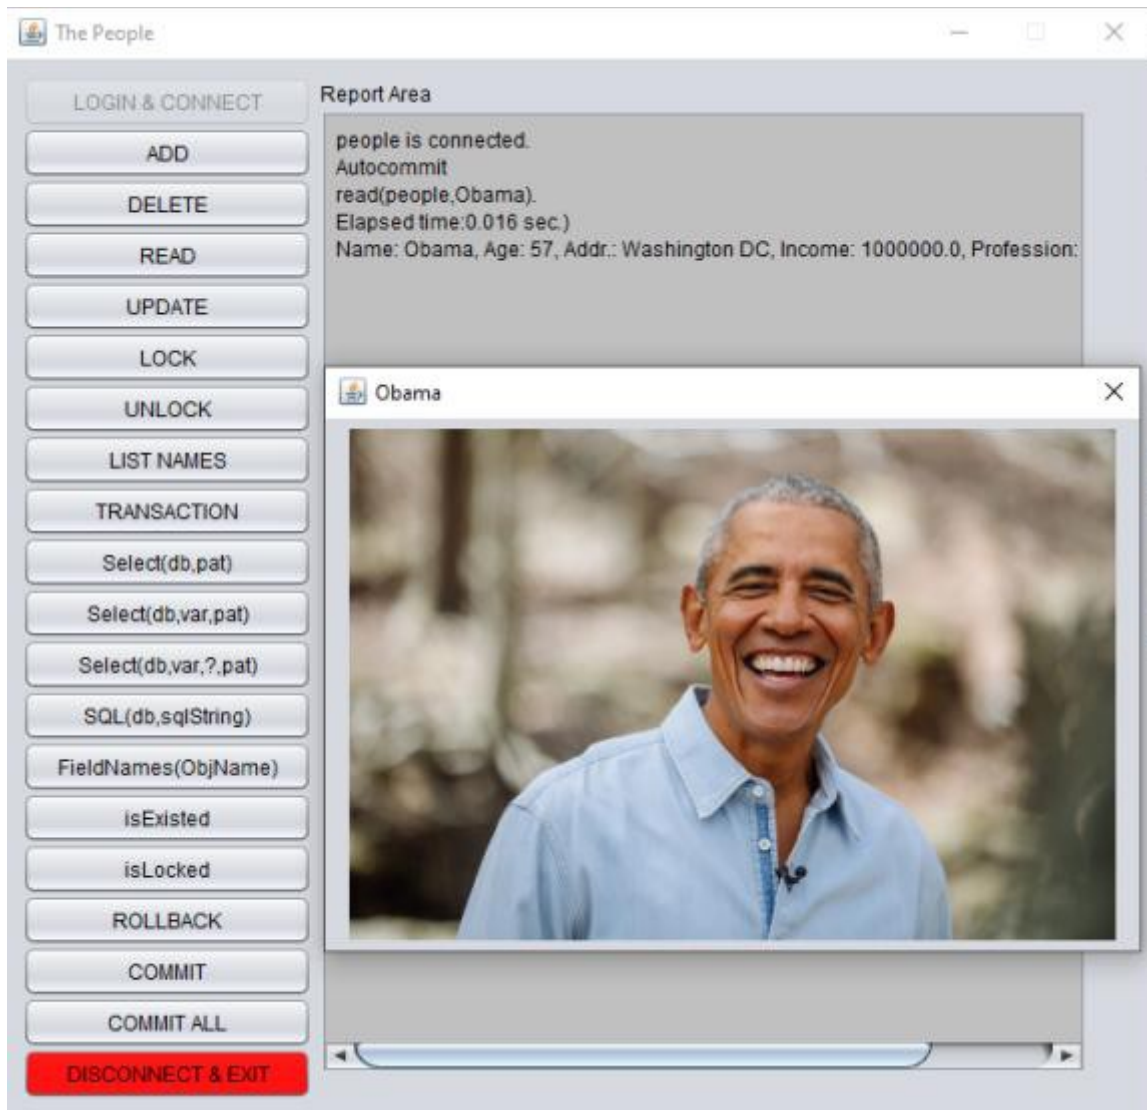 The People
LOGIN & CONNECT
ADD
DELETE
READ
UPDATE
LOCK
UNLOCK
LIST NAMES
TRANSACTION
Select(db,pat)
Select(db,var,pat)
Select(db,var,?,pat)
SQL(db,sqlString)
FieldNames(ObjName)
isExisted
isLocked
ROLLBACK
COMMIT
COMMIT ALL
DISCONNECT & EXIT
Report Area
people is connected.
Autocommit
read(people,Obama).
Elapsed time:0.016 sec.)
Name: Obama, Age: 57, Addr.: Washington DC, Income: 1000000.0, Profession:
Obama